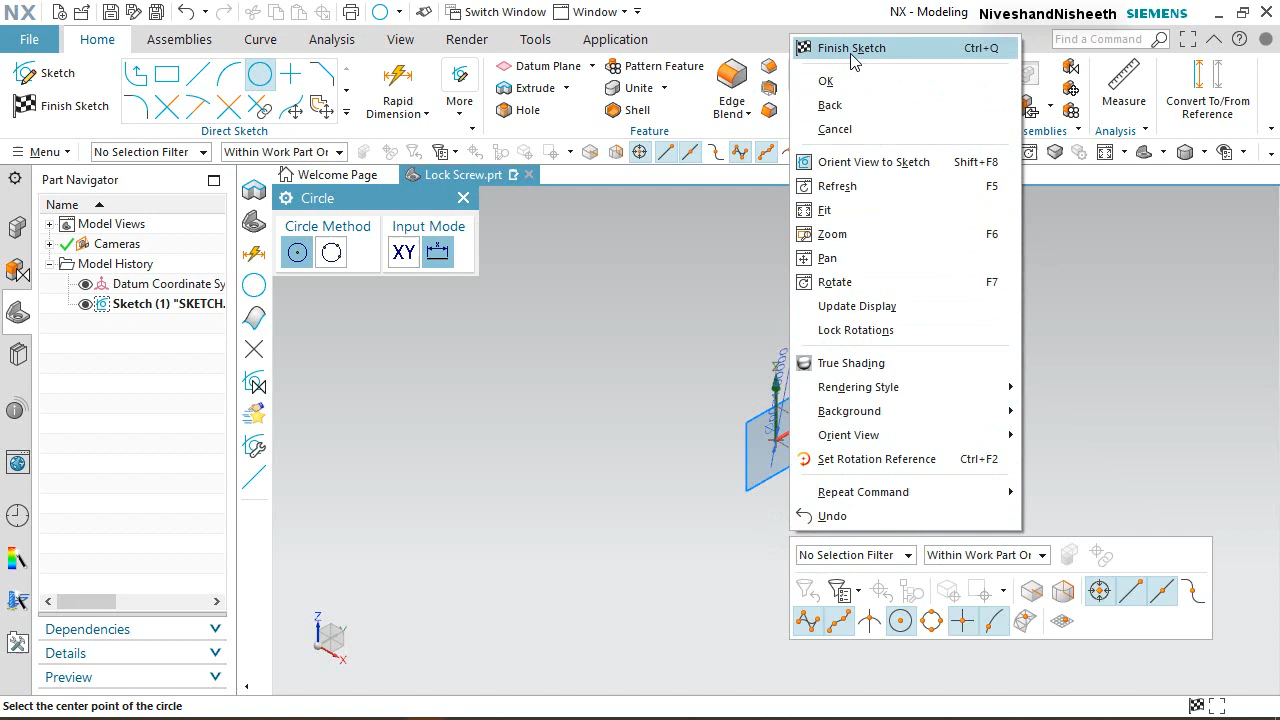 NX
Switch Window
Window
NX - Modeling
NiveshandNisheeth
SIEMENS
File
Home
Assemblies
Curve
Analysis
View
Render
Tools
Application
Find a Command
Sketch
Finish Sketch
Direct Sketch
Rapid
Dimension
More
Datum Plane
Extrude
Hole
Pattern Feature
Unite
Shell
Edge
Blend
Feature
Measure
Convert To/From
Reference
Analysis
Menu
No Selection Filter
Within Work Part Or
Part Navigator
Name
Model Views
Cameras
Model History
Datum Coordinate Sy
Sketch (1) "SKETCH.
Dependencies
Details
Preview
Welcome Page
Lock Screw.prt
Circle
Circle Method
Input Mode
XY
Finish Sketch Ctrl+Q
OK
Back
Cancel
Orient View to Sketch Shift+F8
Refresh F5
Fit
Zoom F6
Pan
Rotate F7
Update Display
Lock Rotations
True Shading
Rendering Style
Background
Orient View
Set Rotation Reference Ctrl+F2
Repeat Command
Undo
No Selection Filter
Within Work Part Or
Z
X
Select the center point of the circle